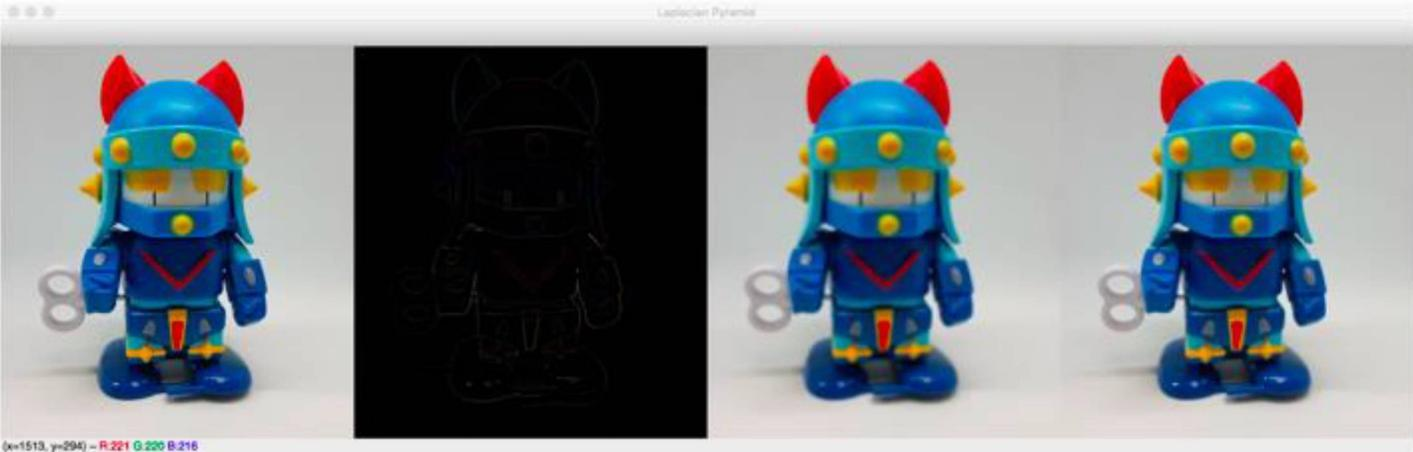 Laplacian Pyramid
(x=1513, y=294) ~ R:221 G:220 B:216